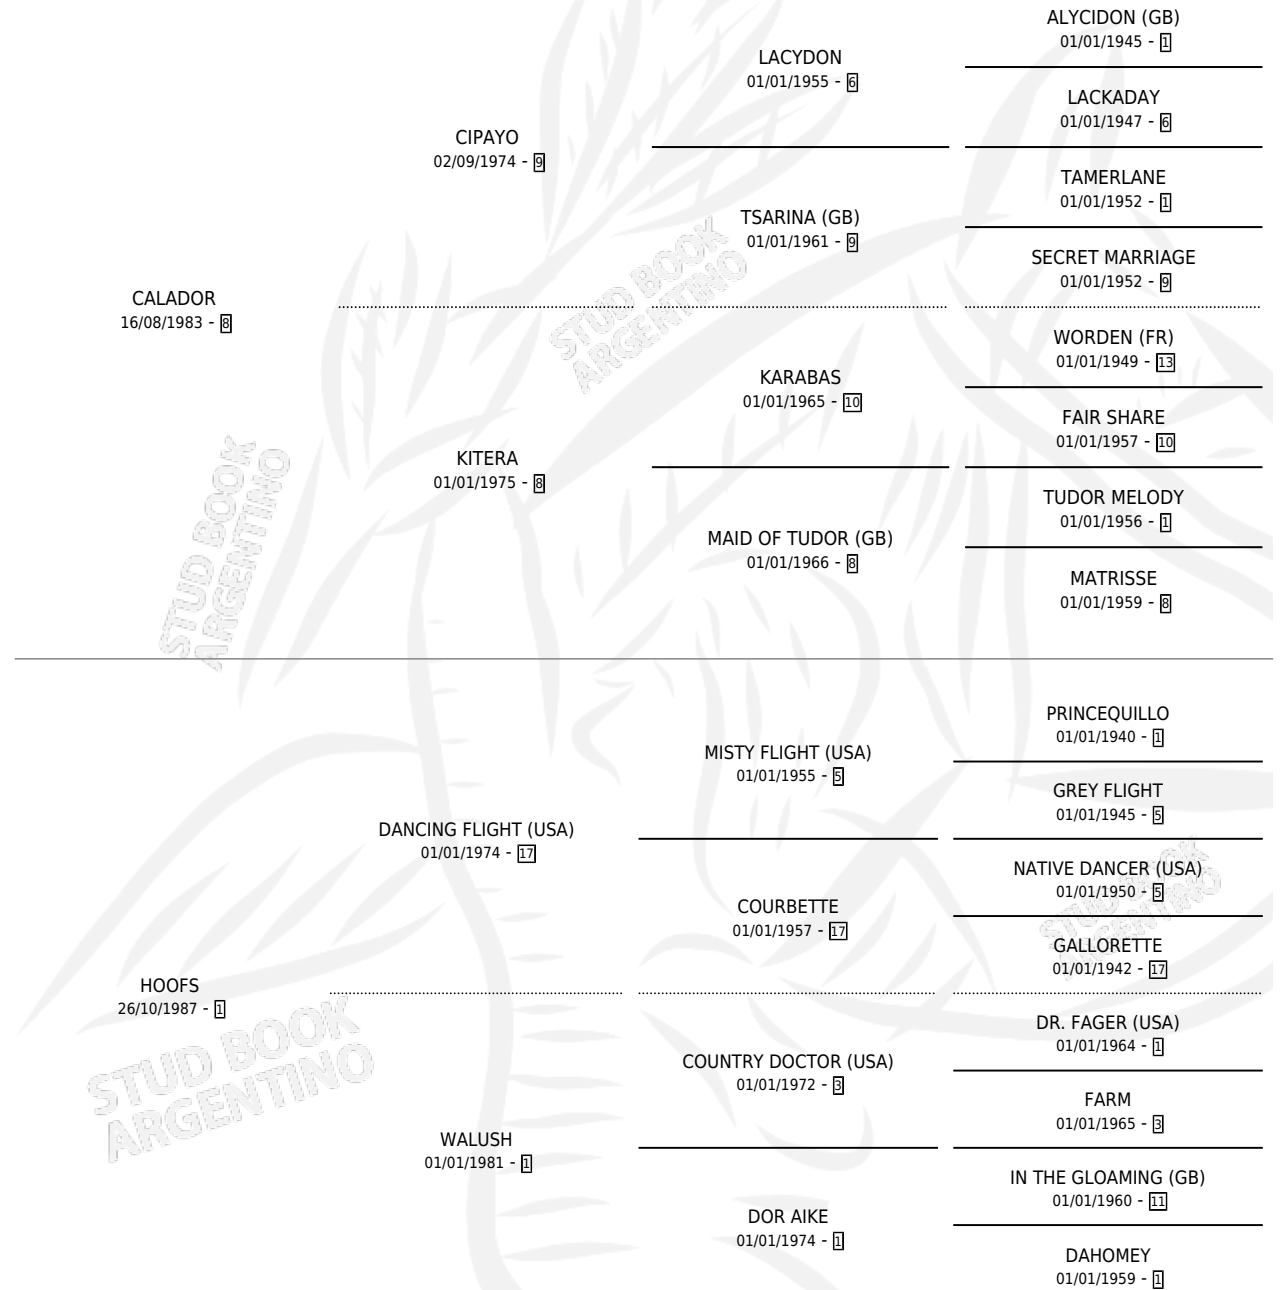 ALYCIDON (GB)
01/01/1945 - 1
LACYDON
01/01/1955 - 6
LACKADAY
01/01/1947 - 6
CIPAYO
02/09/1974 - 9
TAMERLANE
01/01/1952 - 1
TSARINA (GB)
01/01/1961 - 9
SECRET MARRIAGE
01/01/1952 - 9
CALADOR
16/08/1983 - 8
STUD BOOK
ARGENTINO
WORDEN (FR)
01/01/1949 - 13
KARABAS
01/01/1965 - 10
FAIR SHARE
01/01/1957 - 10
KITERA
01/01/1975 - 8
TUDOR MELODY
01/01/1956 - 1
MAID OF TUDOR (GB)
01/01/1966 - 8
MATRISSE
01/01/1959 - 8
STUD BOOK
ARGENTINO
PRINCEQUILLO
01/01/1940 - 1
MISTY FLIGHT (USA)
01/01/1955 - 5
GREY FLIGHT
01/01/1945 - 5
DANCING FLIGHT (USA)
01/01/1974 - 17
NATIVE DANCER (USA)
01/01/1950 - 5
STUD BOOK
ARGENTINO
COURBETTE
01/01/1957 - 17
GALLORETTE
01/01/1942 - 17
HOOFS
26/10/1987 - 1
STUD BOOK
ARGENTINO
DR. FAGER (USA)
01/01/1964 - 1
COUNTRY DOCTOR (USA)
01/01/1972 - 3
FARM
01/01/1965 - 3
WALUSH
01/01/1981 - 1
IN THE GLOAMING (GB)
01/01/1960 - 11
DOR AIKE
01/01/1974 - 1
DAHOMEY
01/01/1959 - 1